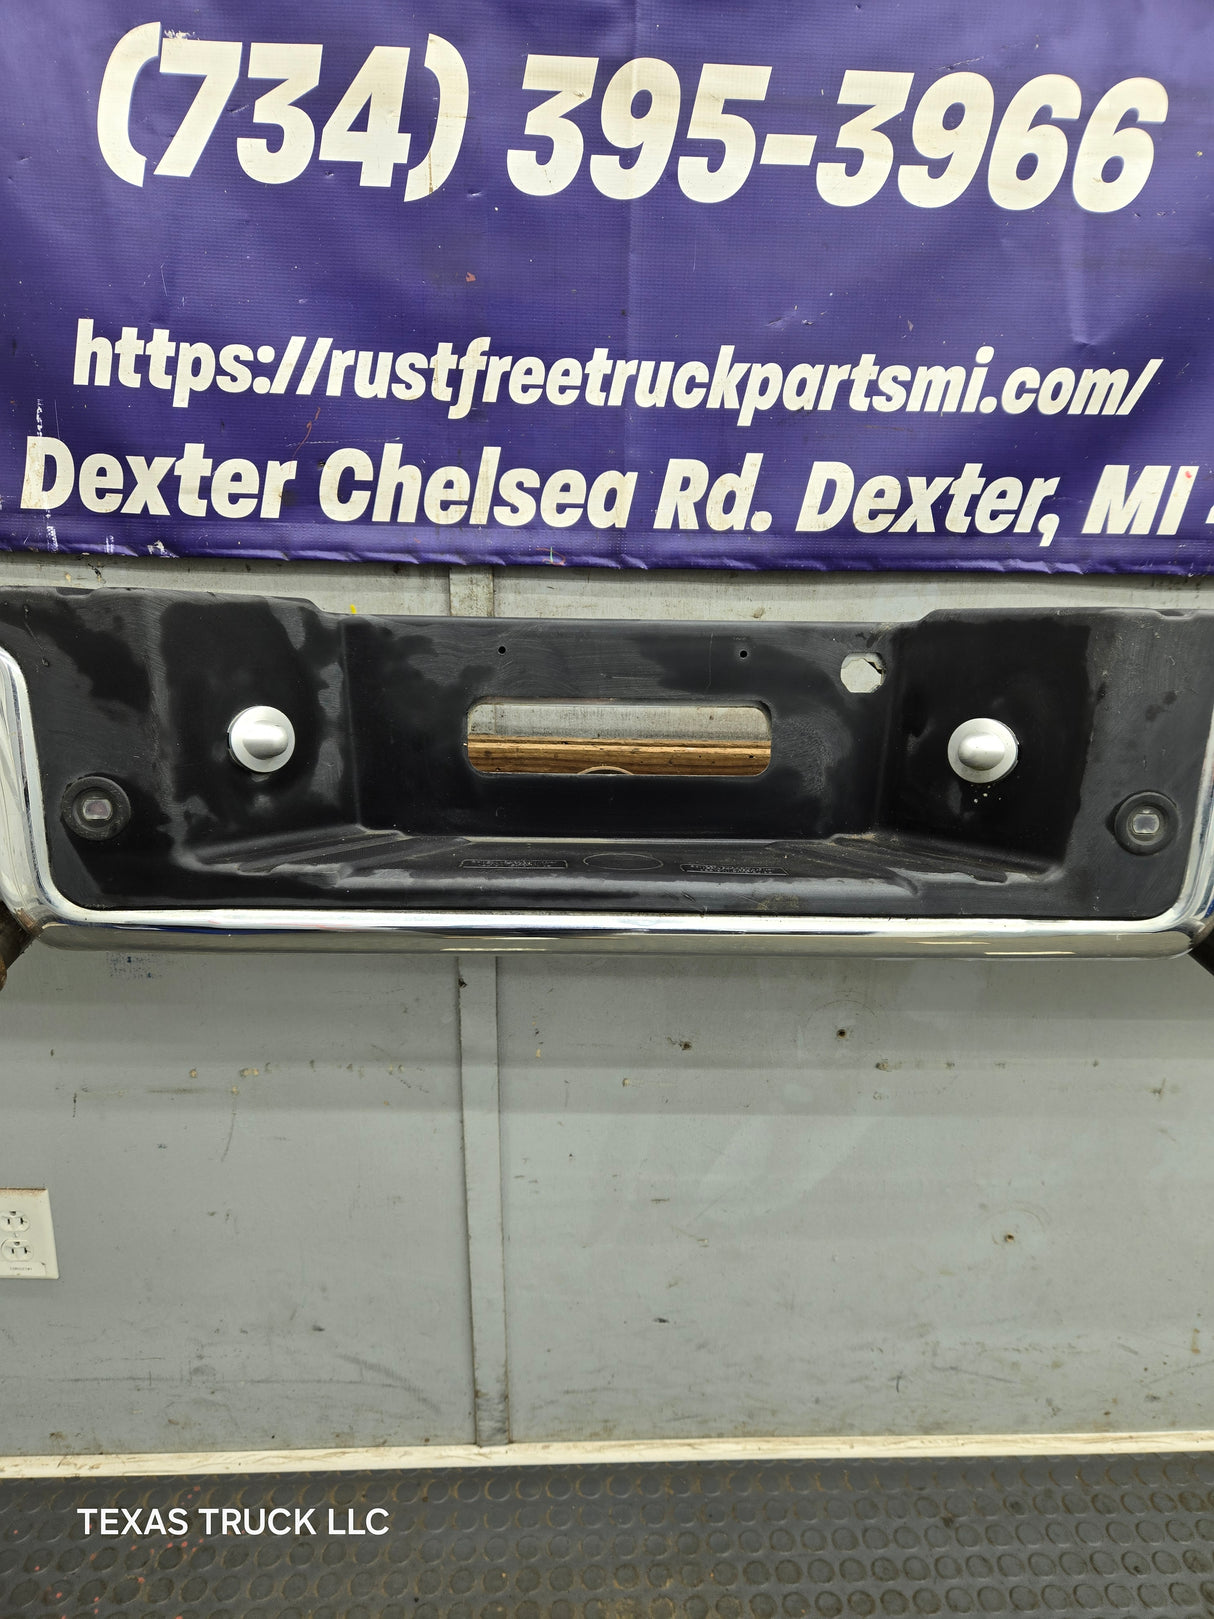 (734) 395-3966
https://rustfreetruckpartsmi.com/
Dexter Chelsea Rd. Dexter, MI
TEXAS TRUCK LLC